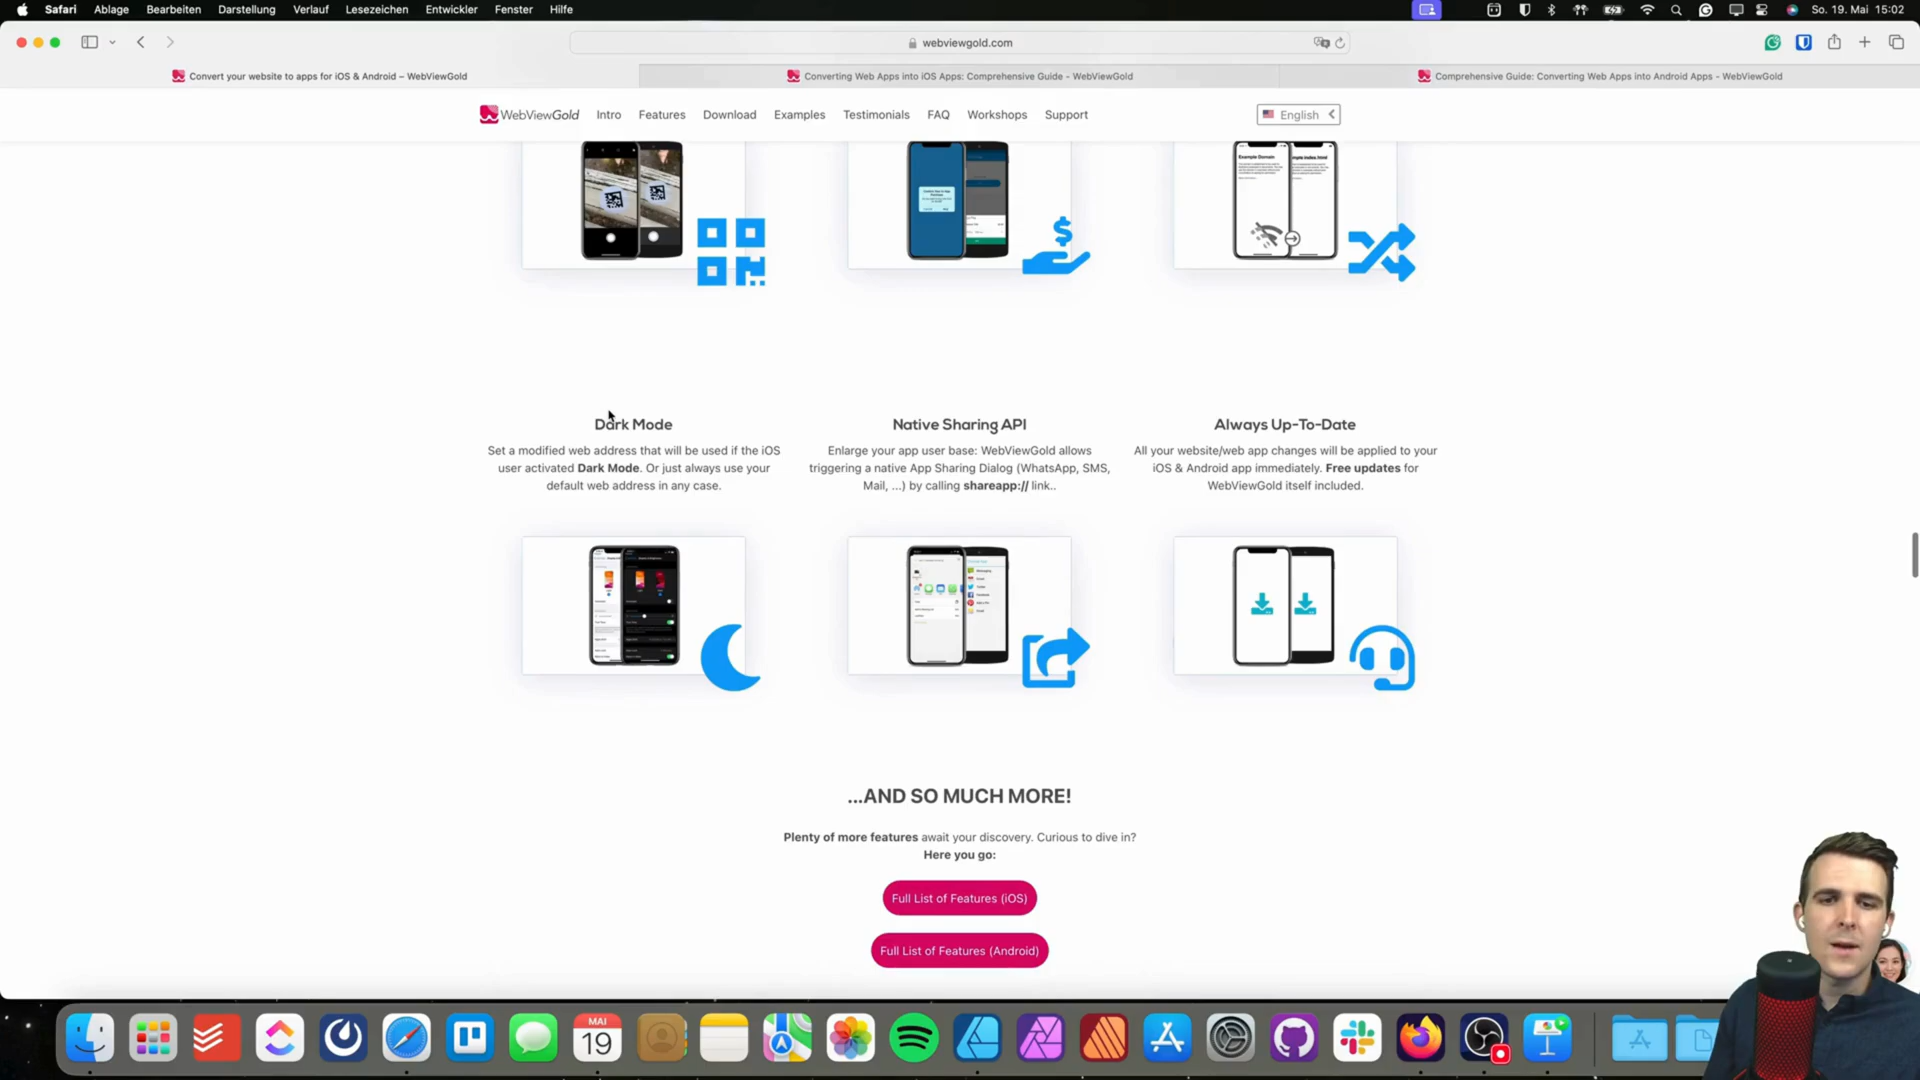 Safari Ablage Bearbeiten Darstellung Verlauf Lesezeichen Entwickler Fenster Hilfe So. 19. Mai 15:02
webviewgold.com
Convert your website to apps for iOS & Android – WebViewGold
Converting Web Apps into iOS Apps: Comprehensive Guide - WebViewGold
Comprehensive Guide: Converting Web Apps into Android Apps - WebViewGold
WebViewGold Intro Features Download Examples Testimonials FAQ Workshops Support English
Example Domain
Dark Mode
Set a modified web address that will be used if the iOS
user activated Dark Mode. Or just always use your
default web address in any case.
Native Sharing API
Enlarge your app user base: WebViewGold allows
triggering a native App Sharing Dialog (WhatsApp, SMS,
Mail, ...) by calling shareapp:// link..
Always Up-To-Date
All your website/web app changes will be applied to your
iOS & Android app immediately. Free updates for
WebViewGold itself included.
...AND SO MUCH MORE!
Plenty of more features await your discovery. Curious to dive in?
Here you go:
Full List of Features (iOS)
Full List of Features (Android)
MAI
19